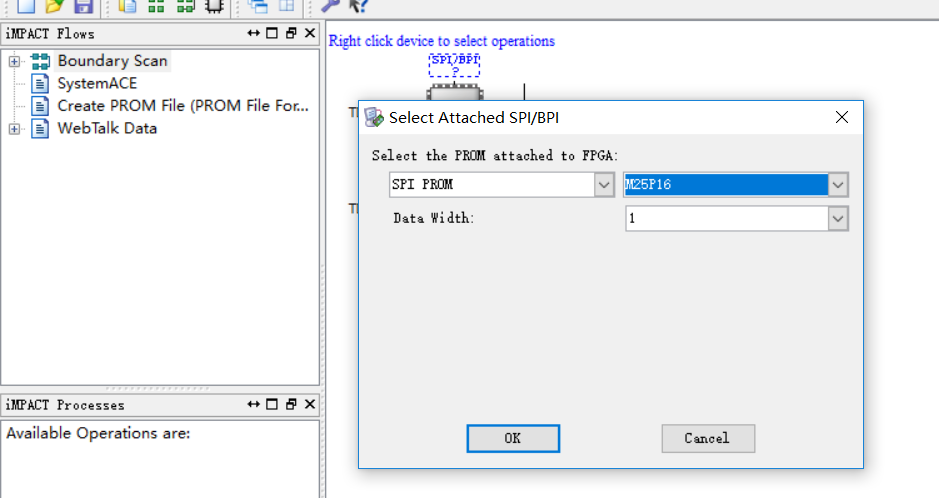 iMPACT Flows
Boundary Scan
SystemACE
Create PROM File (PROM File For...
WebTalk Data
iMPACT Processes
Available Operations are:
Right click device to select operations
SPI/BPI
?
Select Attached SPI/BPI
Select the PROM attached to FPGA:
SPI PROM
M25P16
Data Width:
1
OK
Cancel